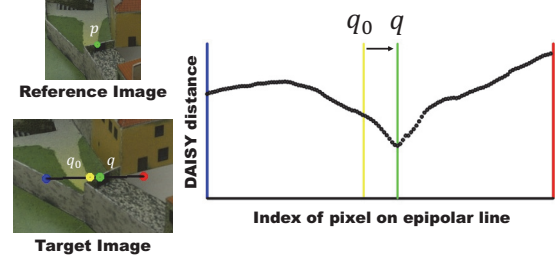 p
Reference Image
q₀ q
Target Image
q₀ q
DAISY distance
Index of pixel on epipolar line